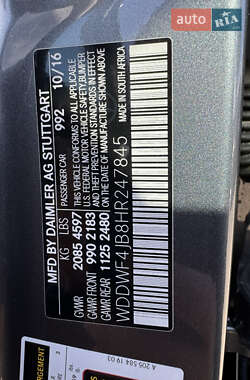 AUTO
RIA
.com
MFD BY DAIMLER AG STUTTGART
PASSENGER CAR 992 10/16
KG LBS
GVWR 2085 4597
GAWR FRONT 990 2183
GAWR REAR 1125 2480
THIS VEHICLE CONFORMS TO ALL APPLICABLE
U.S. FEDERAL MOTOR VEHICLE SAFETY, BUMPER
AND THEFT PREVENTION STANDARDS IN EFFECT
ON THE DATE OF MANUFACTURE SHOWN ABOVE
MADE IN SOUTH AFRICA
WDDWF4JB8HR247845
A 205 584 19 03